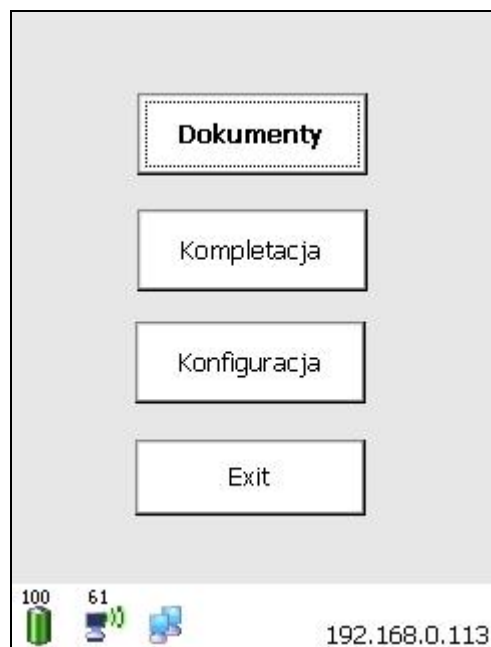 Dokumenty
Kompletacja
Konfiguracja
Exit
100 61
192.168.0.113